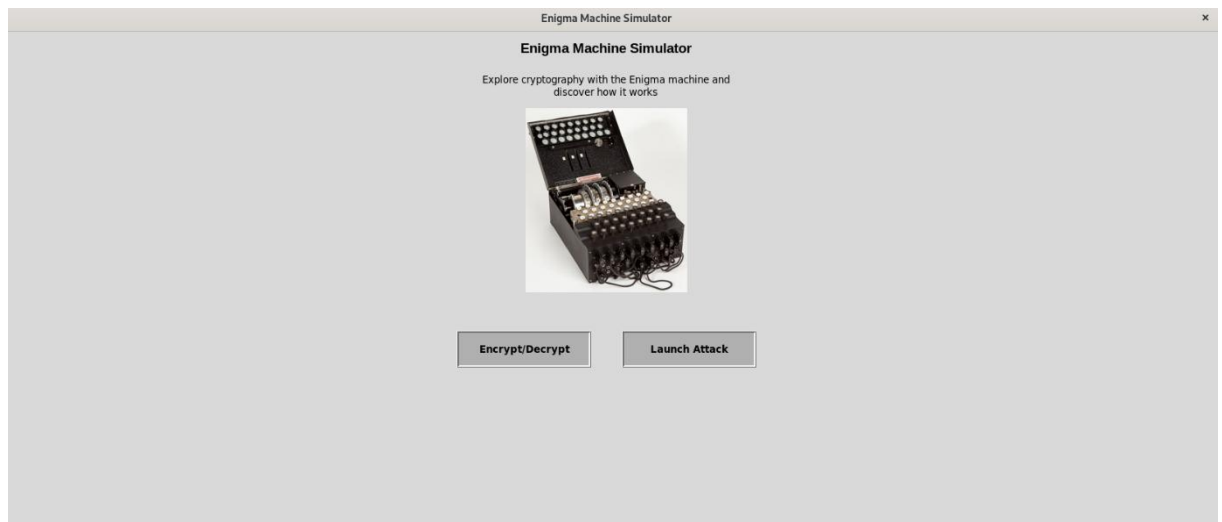 Enigma Machine Simulator
×
Enigma Machine Simulator
Explore cryptography with the Enigma machine and
discover how it works
Encrypt/Decrypt
Launch Attack